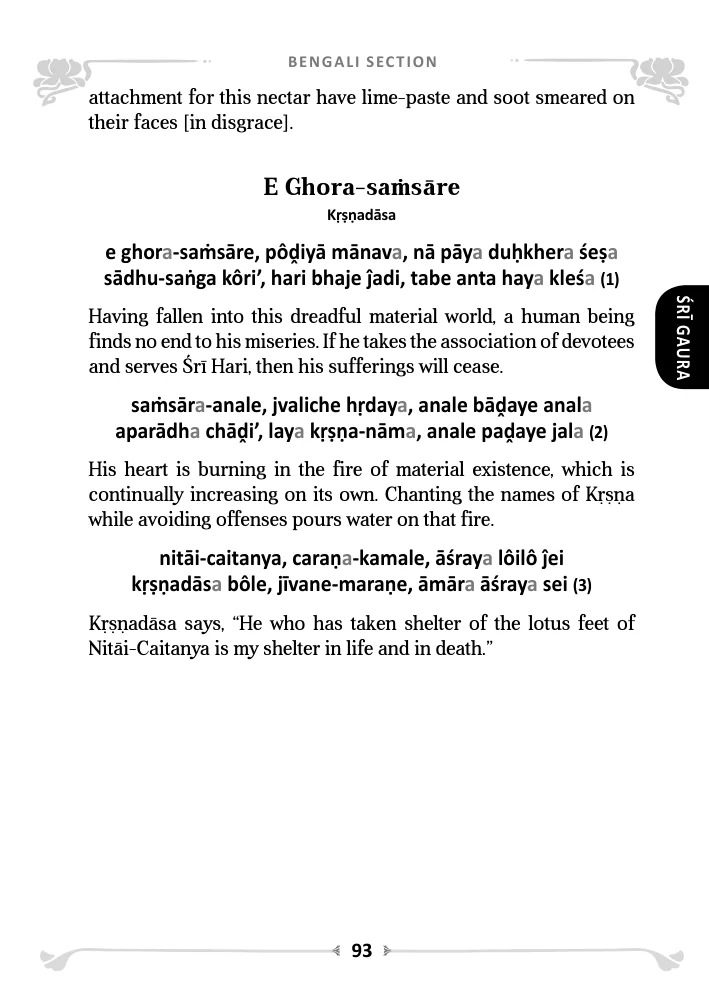 BENGALI SECTION
attachment for this nectar have lime-paste and soot smeared on
their faces [in disgrace].
E Ghora-saṁsāre
Kṛṣṇadāsa
e ghora-saṁsāre, pôḓiyā mānava, nā pāya duḥkhera śeṣa
sādhu-saṅga kôri’, hari bhaje ĵadi, tabe anta haya kleśa (1)
Having fallen into this dreadful material world, a human being
finds no end to his miseries. If he takes the association of devotees
and serves Śrī Hari, then his sufferings will cease.
saṁsāra-anale, jvaliche hṛdaya, anale bāḓaye anala
aparādha chāḓi’, laya kṛṣṇa-nāma, anale paḓaye jala (2)
His heart is burning in the fire of material existence, which is
continually increasing on its own. Chanting the names of Kṛṣṇa
while avoiding offenses pours water on that fire.
nitāi-caitanya, caraṇa-kamale, āśraya lôilô ĵei
kṛṣṇadāsa bôle, jīvane-maraṇe, āmāra āśraya sei (3)
Kṛṣṇadāsa says, “He who has taken shelter of the lotus feet of
Nitāi-Caitanya is my shelter in life and in death.”
ŚRĪ GAURA
93